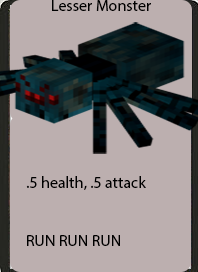 Lesser Monster
.5 health, .5 attack
RUN RUN RUN